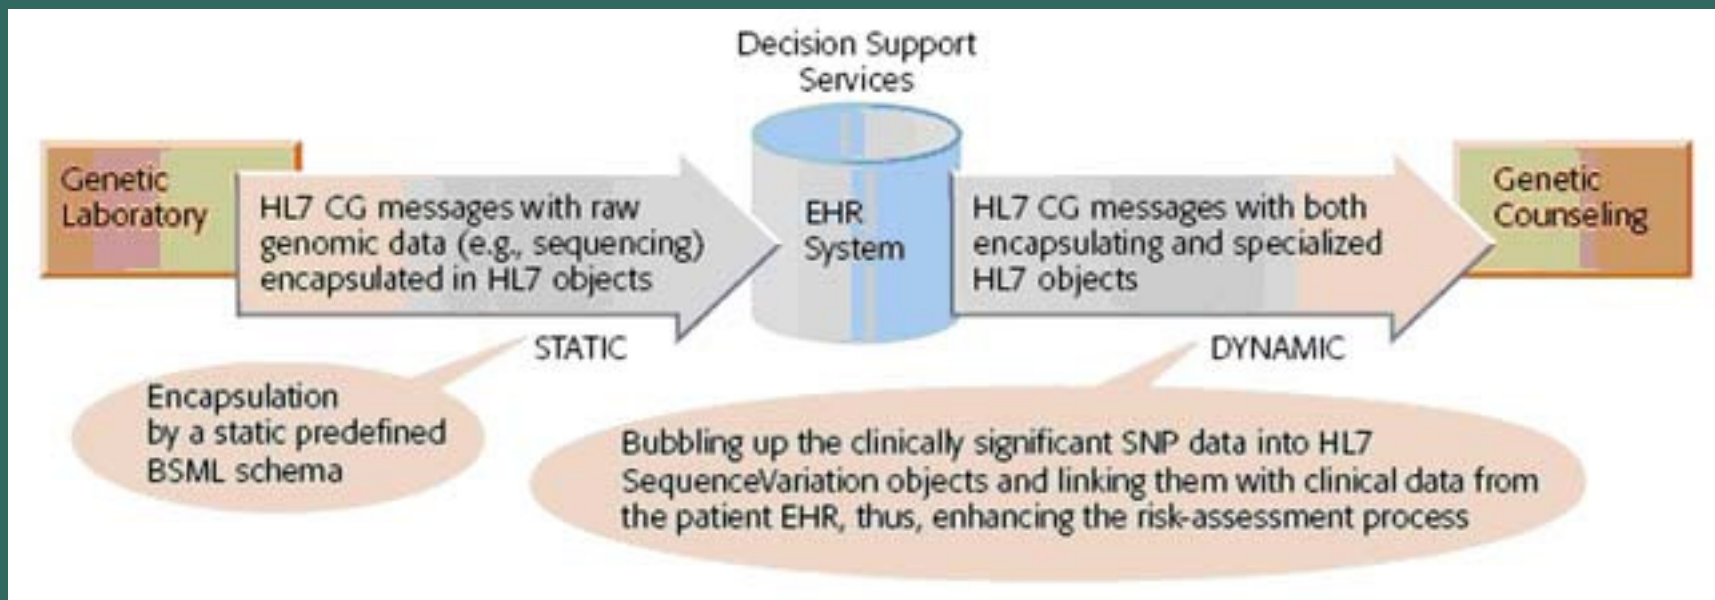 Decision Support
Services
Genetic
Laboratory
HL7 CG messages with raw
genomic data (e.g., sequencing)
encapsulated in HL7 objects
EHR
System
HL7 CG messages with both
encapsulating and specialized
HL7 objects
Genetic
Counseling
STATIC
DYNAMIC
Encapsulation
by a static predefined
BSML schema
Bubbling up the clinically significant SNP data into HL7
SequenceVariation objects and linking them with clinical data from
the patient EHR, thus, enhancing the risk-assessment process